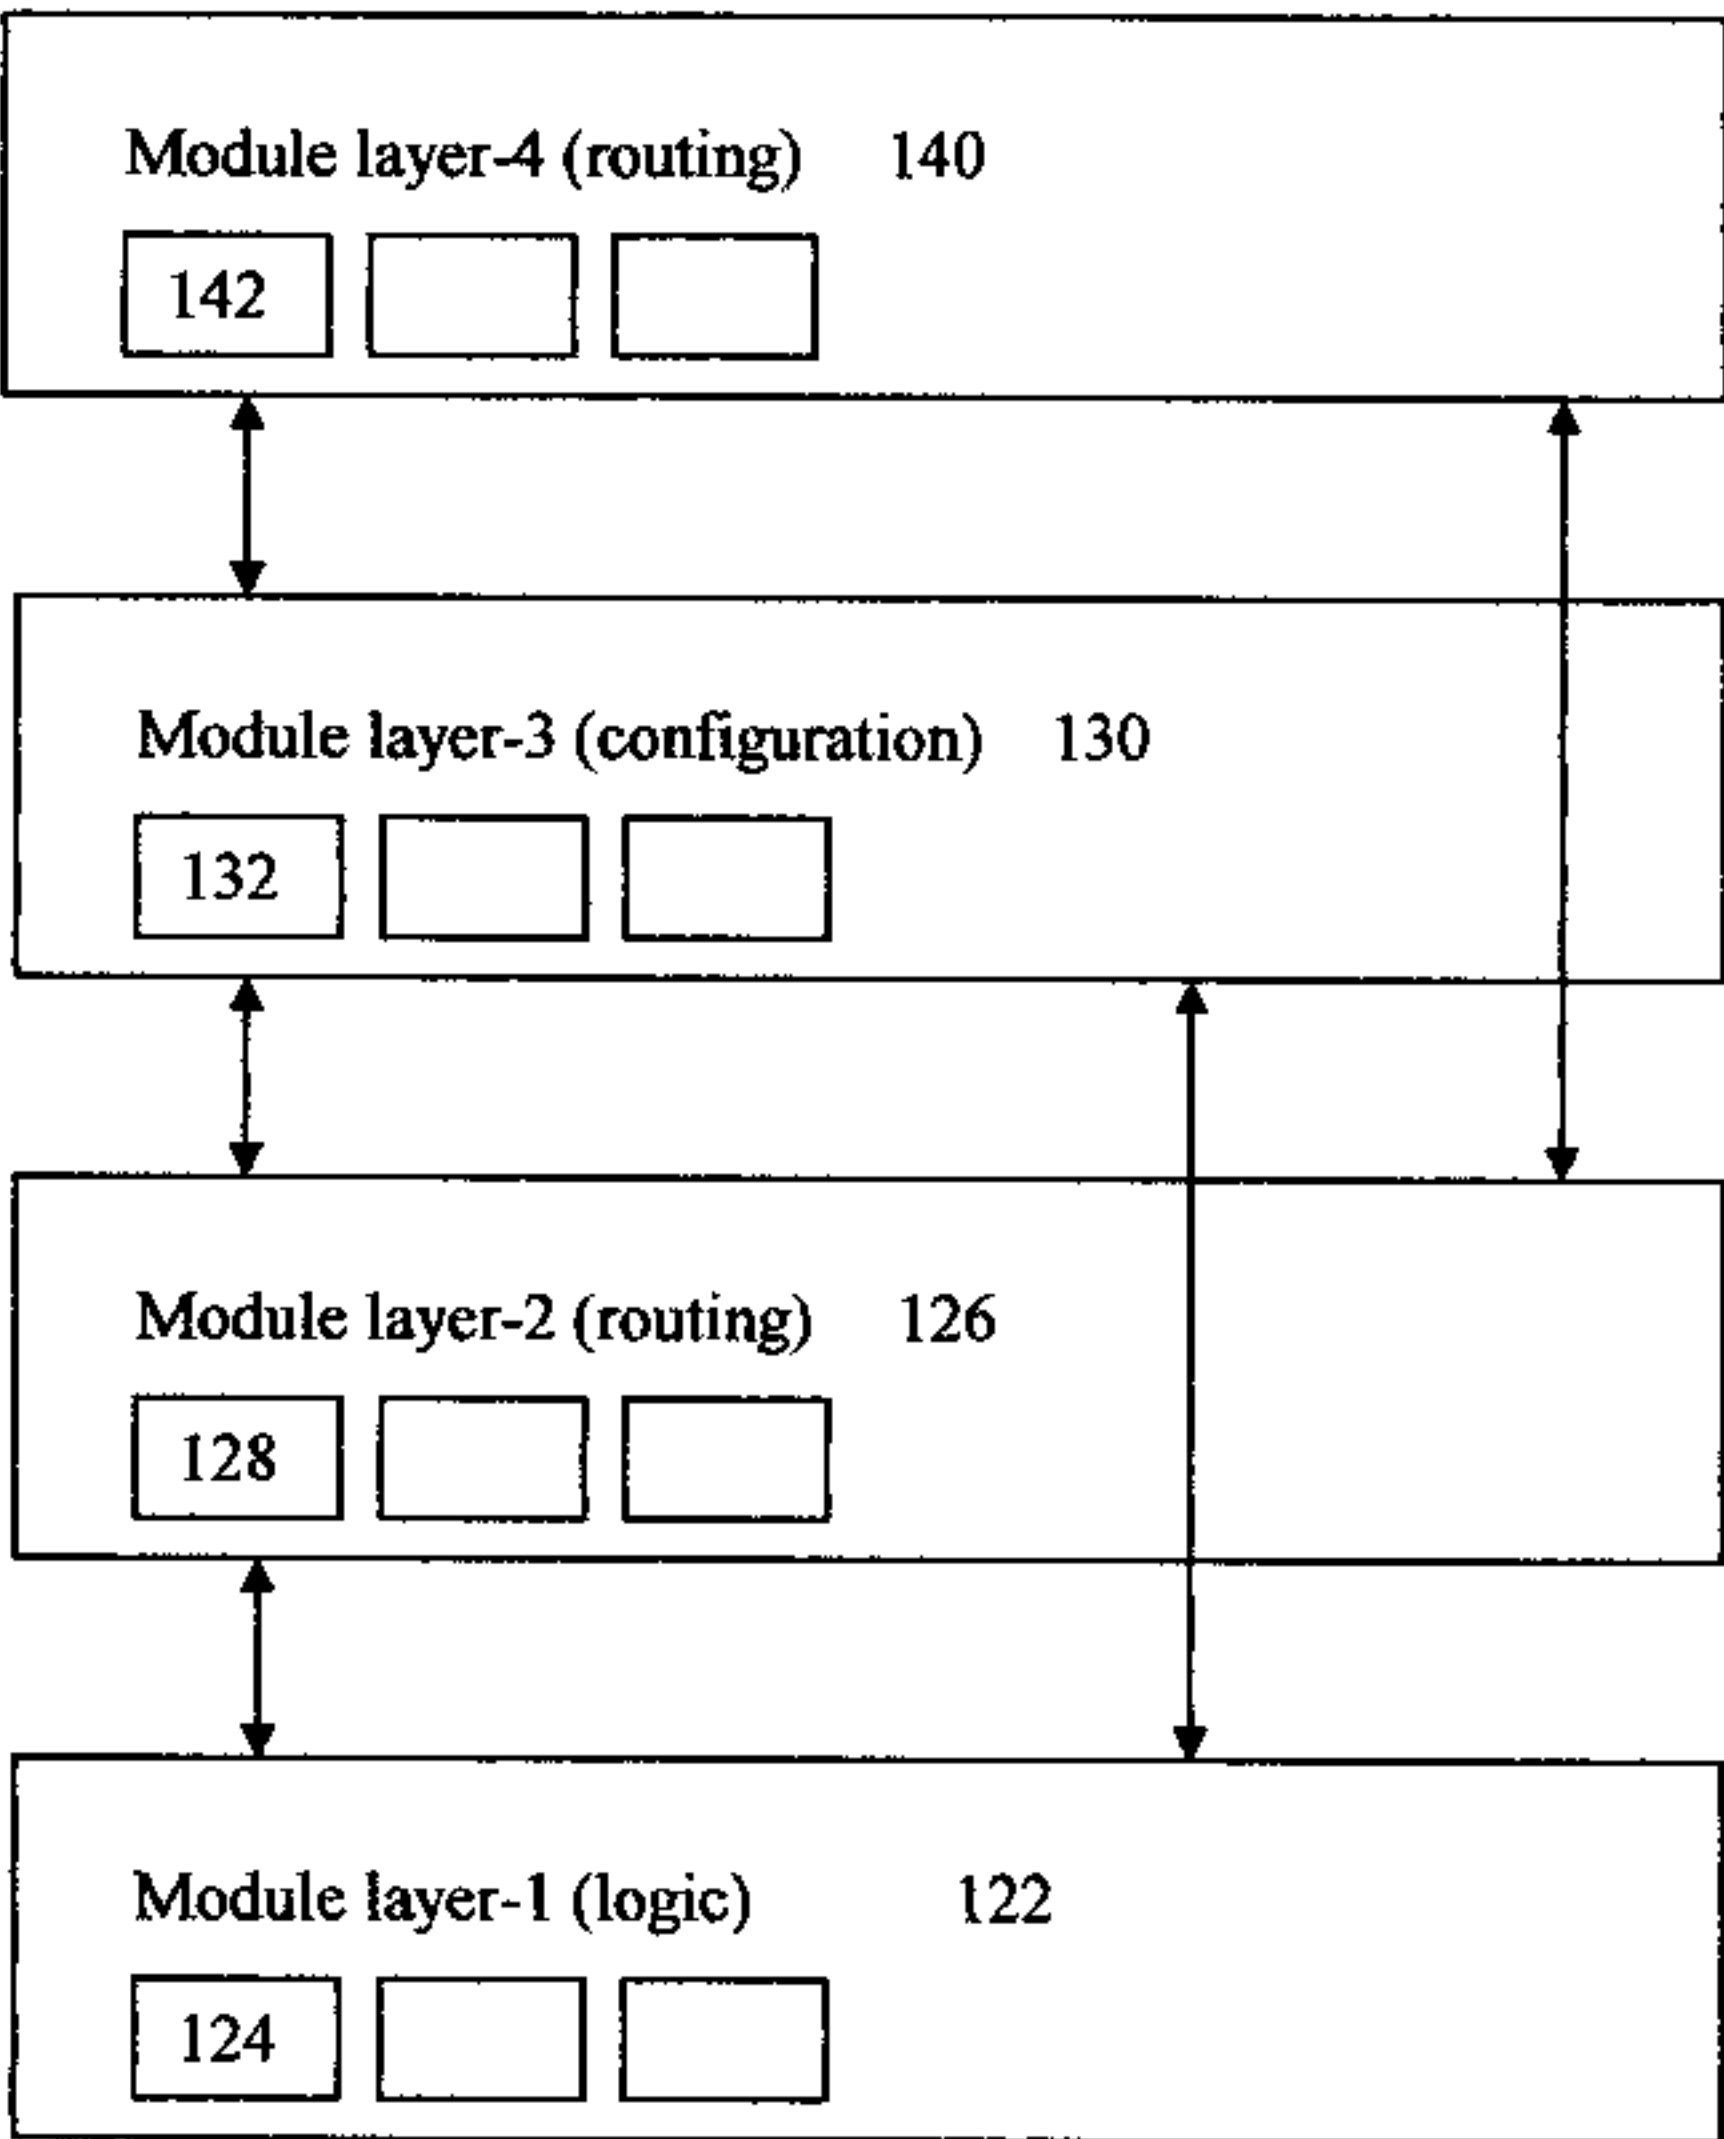 Module layer-4 (routing) 140
142
Module layer-3 (configuration) 130
132
Module layer-2 (routing) 126
128
Module layer-1 (logic) 122
124